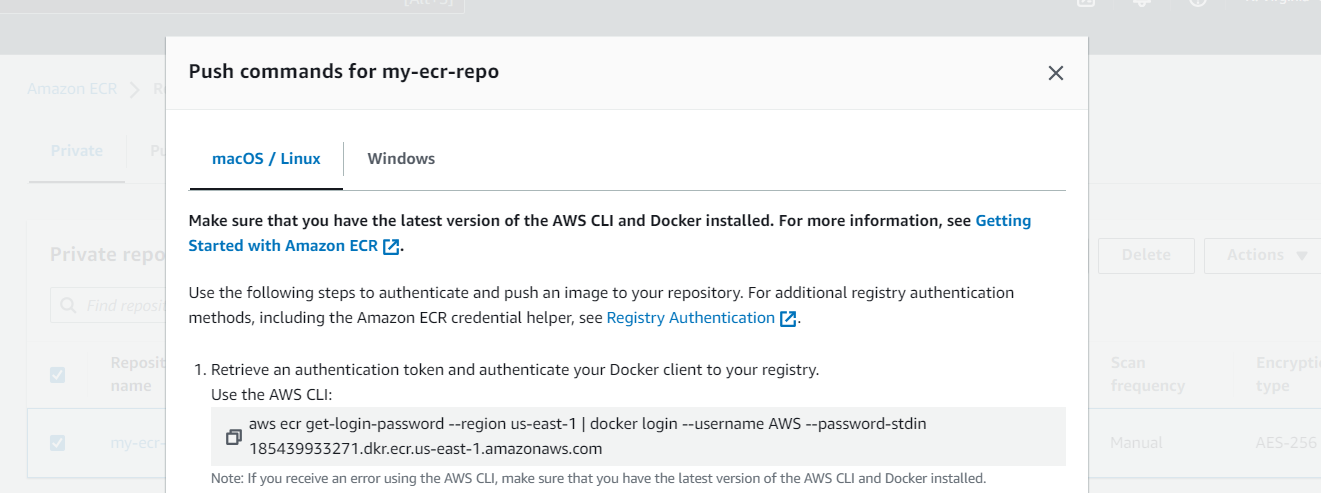 [Alt+S]
Push commands for my-ecr-repo
Amazon ECR
Private
macOS / Linux
Windows
Make sure that you have the latest version of the AWS CLI and Docker installed. For more information, see Getting
Started with Amazon ECR.
Private repo
Delete
Actions
Use the following steps to authenticate and push an image to your repository. For additional registry authentication
methods, including the Amazon ECR credential helper, see Registry Authentication.
Find reposit
Reposit
name
Scan
frequency
Encrypti
type
1. Retrieve an authentication token and authenticate your Docker client to your registry.
Use the AWS CLI:
aws ecr get-login-password --region us-east-1 | docker login --username AWS --password-stdin
185439933271.dkr.ecr.us-east-1.amazonaws.com
my-ecr-
Manual
AES-256
Note: If you receive an error using the AWS CLI, make sure that you have the latest version of the AWS CLI and Docker installed.